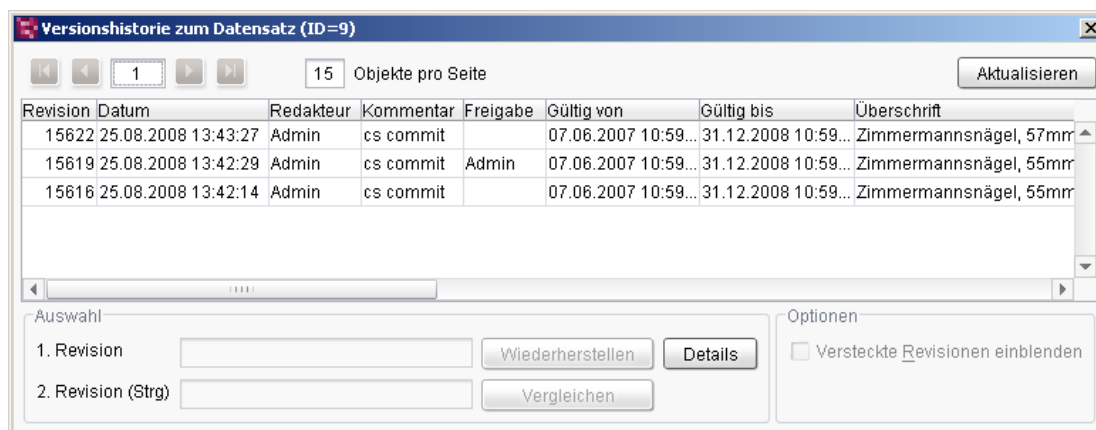 Versionshistorie zum Datensatz (ID=9)
1 15 Objekte pro Seite Aktualisieren
Revision Datum Redakteur Kommentar Freigabe Gültig von Gültig bis Überschrift
15622 25.08.2008 13:43:27 Admin cs commit 07.06.2007 10:59... 31.12.2008 10:59... Zimmermannsnägel, 57mm
15619 25.08.2008 13:42:29 Admin cs commit Admin 07.06.2007 10:59... 31.12.2008 10:59... Zimmermannsnägel, 55mm
15616 25.08.2008 13:42:14 Admin cs commit 07.06.2007 10:59... 31.12.2008 10:59... Zimmermannsnägel, 55mm
Auswahl Optionen
1. Revision Wiederherstellen Details Versteckte Revisionen einblenden
2. Revision (Strg) Vergleichen